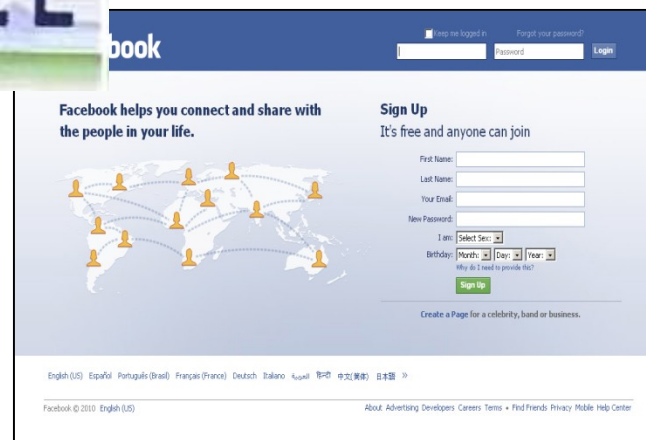 book
Keep me logged in Forgot your password?
Password Login
Facebook helps you connect and share with
the people in your life.
Sign Up
It's free and anyone can join
First Name:
Last Name:
Your Email:
New Password:
I am: Select Sex:
Birthday: Month: Day: Year:
Why do I need to provide this?
Sign Up
Create a Page for a celebrity, band or business.
English (US) Español Português (Brasil) Français (France) Deutsch Italiano العربية हिन्दी 中文(简体) 日本語 »
Facebook © 2010 English (US)
About Advertising Developers Careers Terms • Find Friends Privacy Mobile Help Center